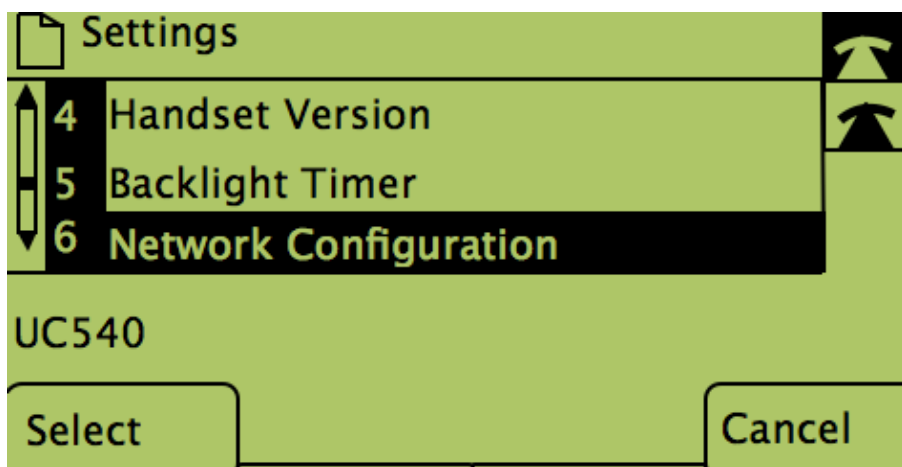 Settings
4 Handset Version
5 Backlight Timer
6 Network Configuration
UC540
Select Cancel